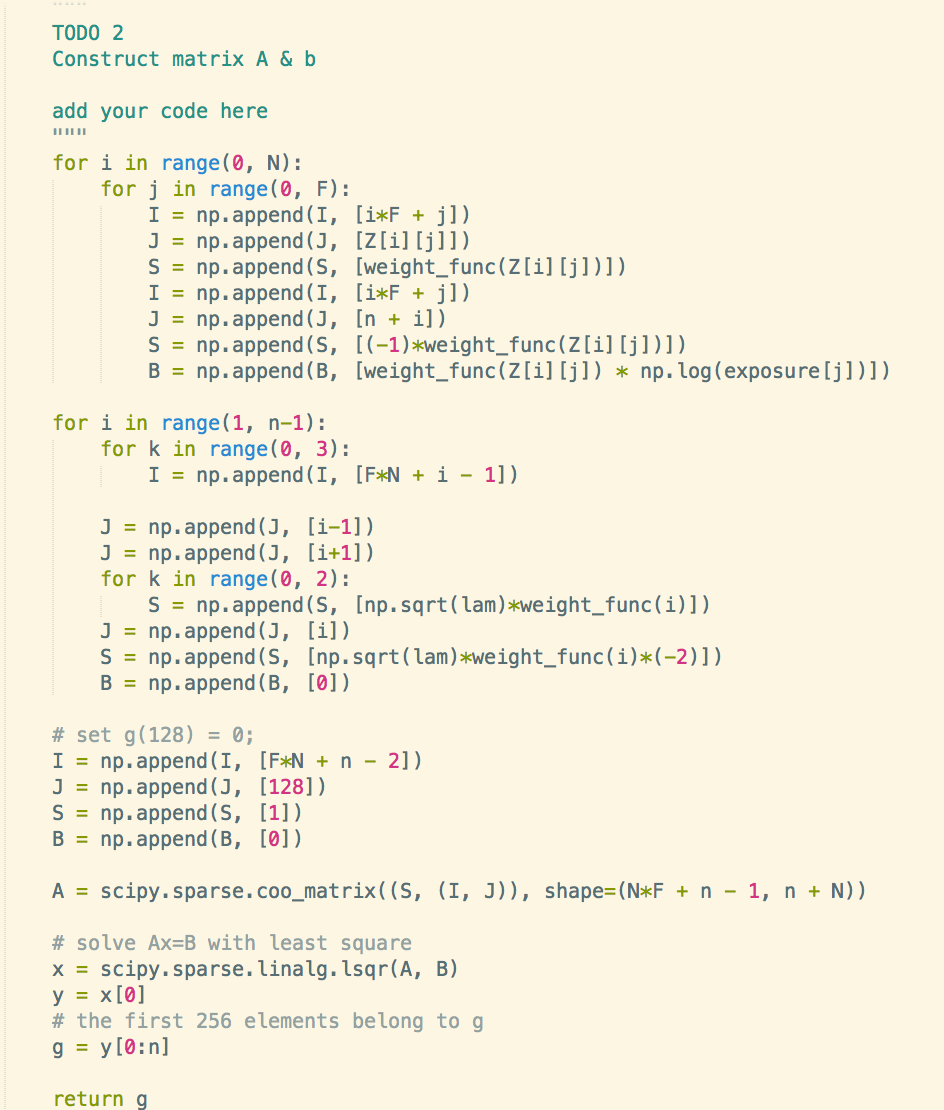 TODO 2
Construct matrix A & b
add your code here
"""
for i in range(0, N):
    for j in range(0, F):
        I = np.append(I, [i*F + j])
        J = np.append(J, [Z[i][j]])
        S = np.append(S, [weight_func(Z[i][j])])
        I = np.append(I, [i*F + j])
        J = np.append(J, [n + i])
        S = np.append(S, [(-1)*weight_func(Z[i][j])])
        B = np.append(B, [weight_func(Z[i][j]) * np.log(exposure[j])])
for i in range(1, n-1):
    for k in range(0, 3):
        I = np.append(I, [F*N + i - 1])
    J = np.append(J, [i-1])
    J = np.append(J, [i+1])
    for k in range(0, 2):
        S = np.append(S, [np.sqrt(lam)*weight_func(i)])
    J = np.append(J, [i])
    S = np.append(S, [np.sqrt(lam)*weight_func(i)*(-2)])
    B = np.append(B, [0])
# set g(128) = 0;
I = np.append(I, [F*N + n - 2])
J = np.append(J, [128])
S = np.append(S, [1])
B = np.append(B, [0])
A = scipy.sparse.coo_matrix((S, (I, J)), shape=(N*F + n - 1, n + N))
# solve Ax=B with least square
x = scipy.sparse.linalg.lsqr(A, B)
y = x[0]
# the first 256 elements belong to g
g = y[0:n]
return g